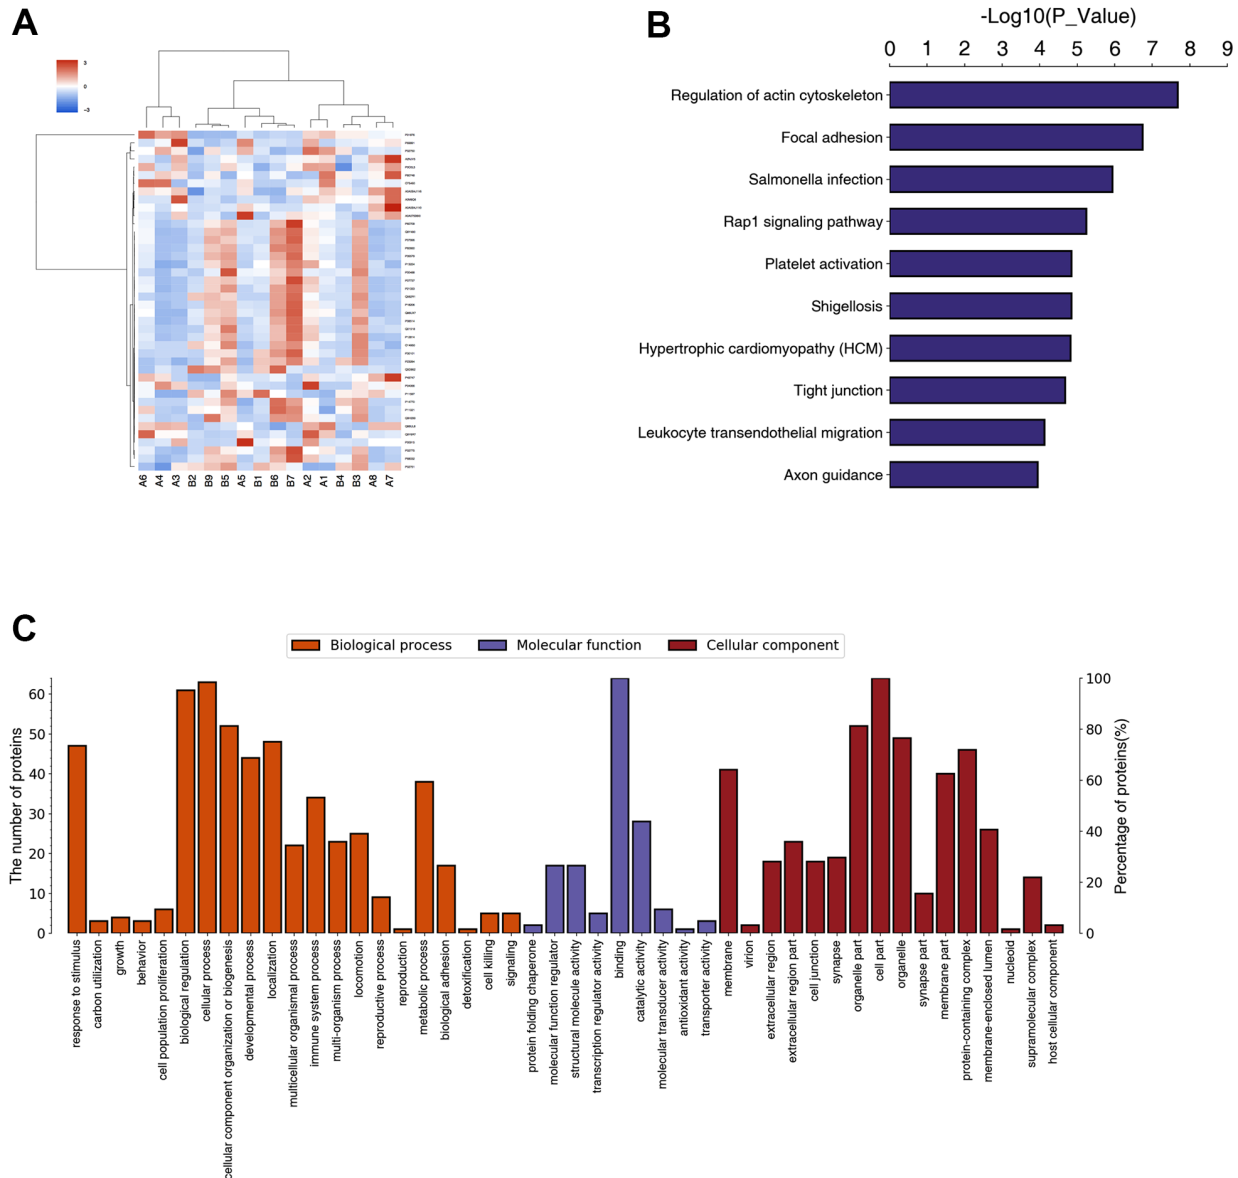 A
3
0
-3
A6 A4 A3 B2 B9 B5 A5 B1 B6 B7 A2 A1 B4 B3 A8 A7
B
-Log10(P_Value)
0 1 2 3 4 5 6 7 8 9
Regulation of actin cytoskeleton
Focal adhesion
Salmonella infection
Rap1 signaling pathway
Platelet activation
Shigellosis
Hypertrophic cardiomyopathy (HCM)
Tight junction
Leukocyte transendothelial migration
Axon guidance
C
Biological process
Molecular function
Cellular component
The number of proteins
60
50
40
30
20
10
0
Percentage of proteins(%)
100
80
60
40
20
0
response to stimulus
carbon utilization
growth
behavior
cell population proliferation
biological regulation
cellular process
cellular component organization or biogenesis
developmental process
localization
multicellular organismal process
immune system process
multi-organism process
locomotion
reproductive process
reproduction
metabolic process
biological adhesion
detoxification
cell killing
signaling
protein folding chaperone
molecular function regulator
structural molecule activity
transcription regulator activity
binding
catalytic activity
molecular transducer activity
antioxidant activity
transporter activity
membrane
virion
extracellular region
extracellular region part
cell junction
synapse
organelle part
cell part
organelle
synapse part
membrane part
protein-containing complex
membrane-enclosed lumen
nucleoid
supramolecular complex
host cellular component